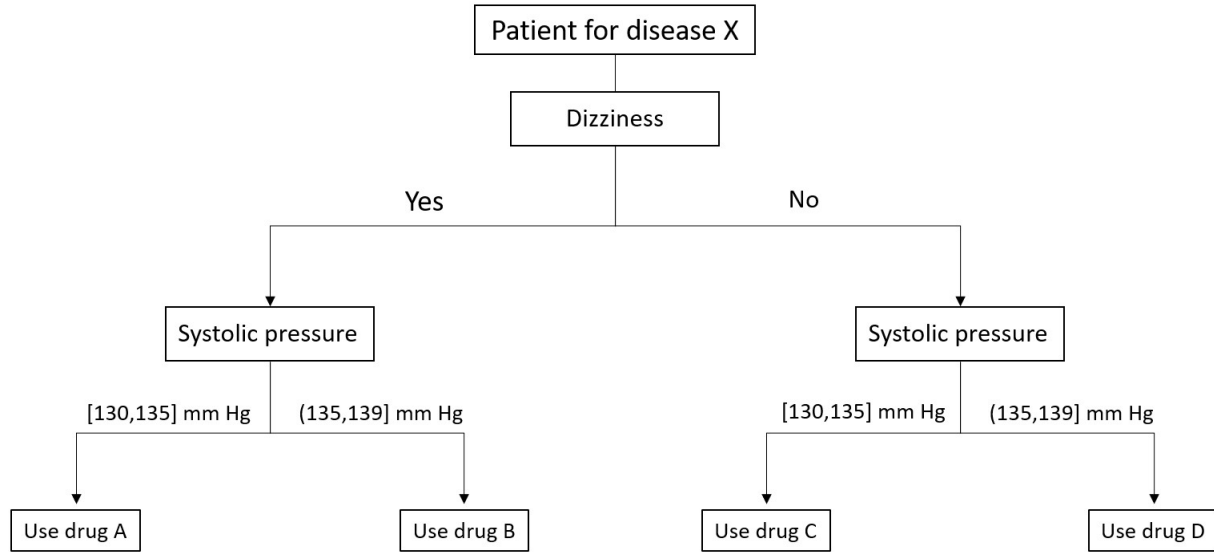 Patient for disease X
Dizziness
Yes
No
Systolic pressure
Systolic pressure
[130,135] mm Hg
(135,139] mm Hg
[130,135] mm Hg
(135,139] mm Hg
Use drug A
Use drug B
Use drug C
Use drug D